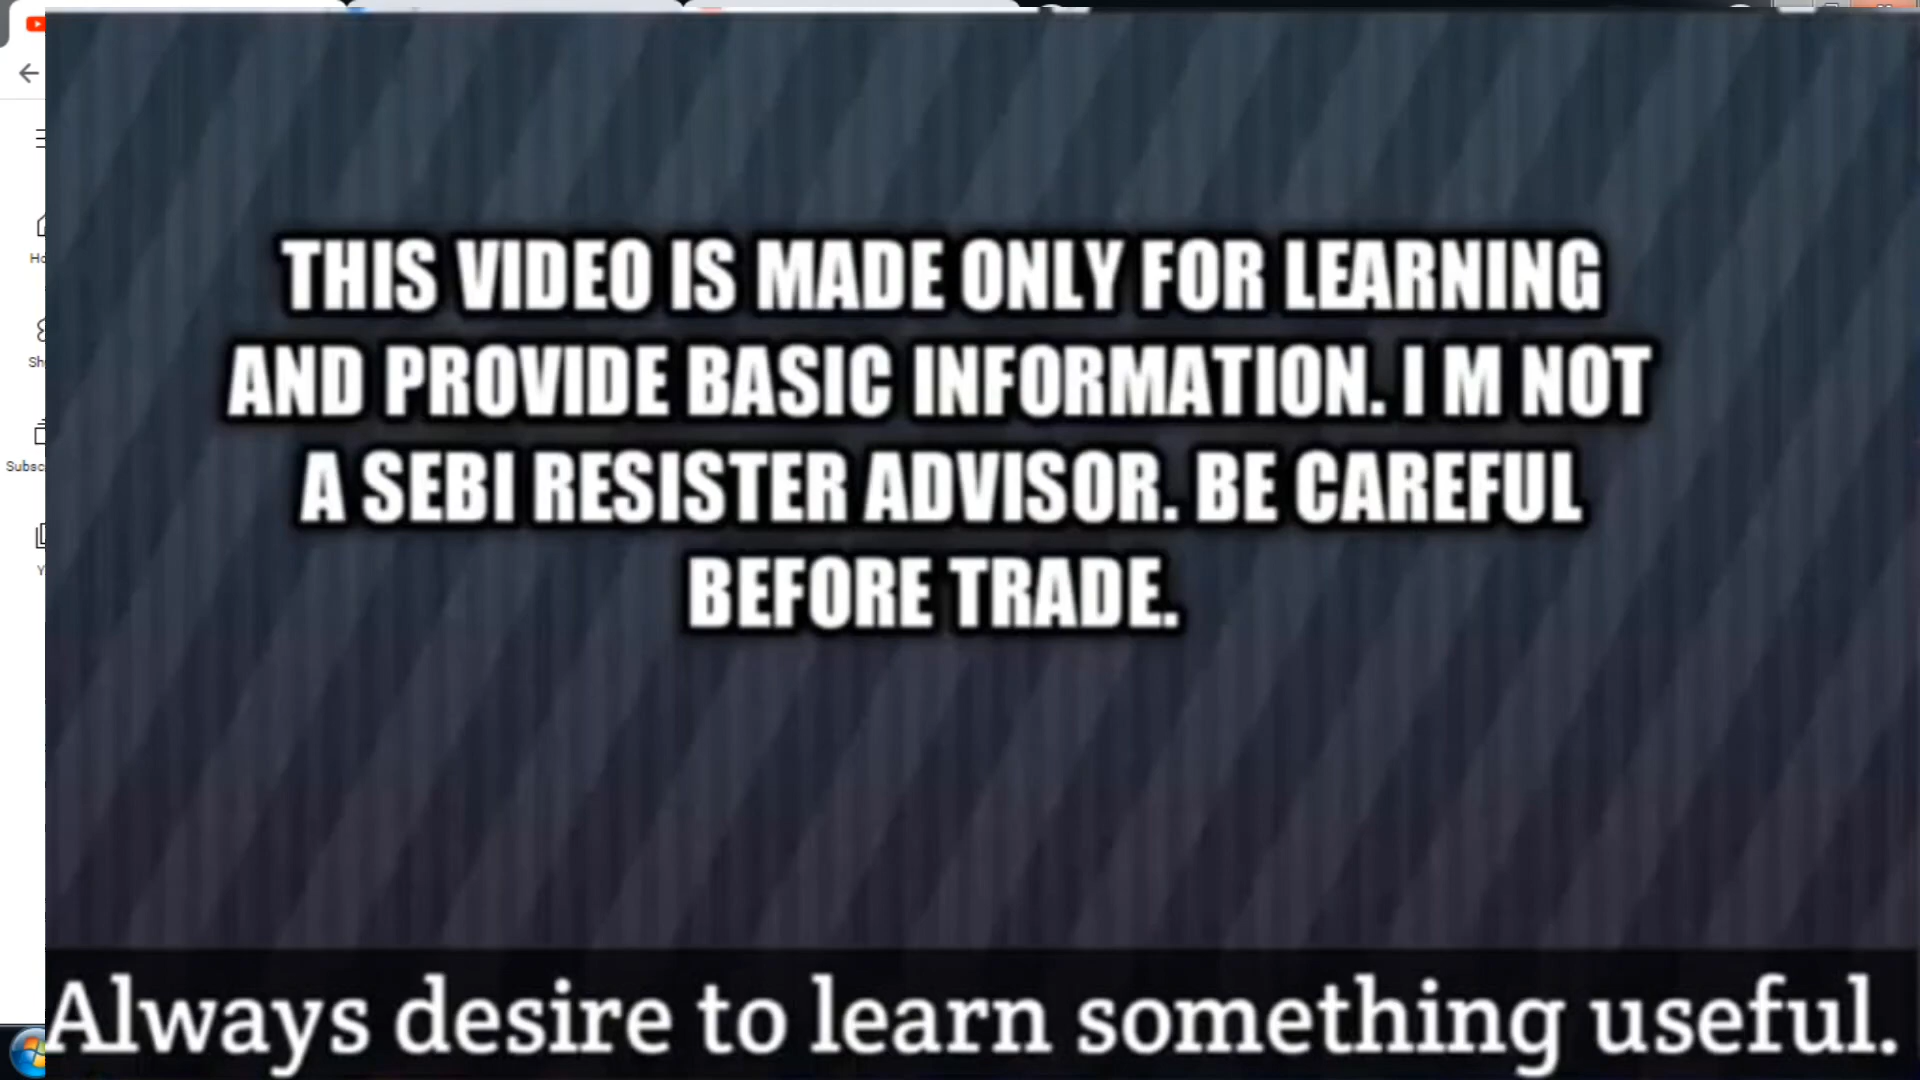 THIS VIDEO IS MADE ONLY FOR LEARNING
AND PROVIDE BASIC INFORMATION. I M NOT
A SEBI RESISTER ADVISOR. BE CAREFUL
BEFORE TRADE.
Always desire to learn something useful.